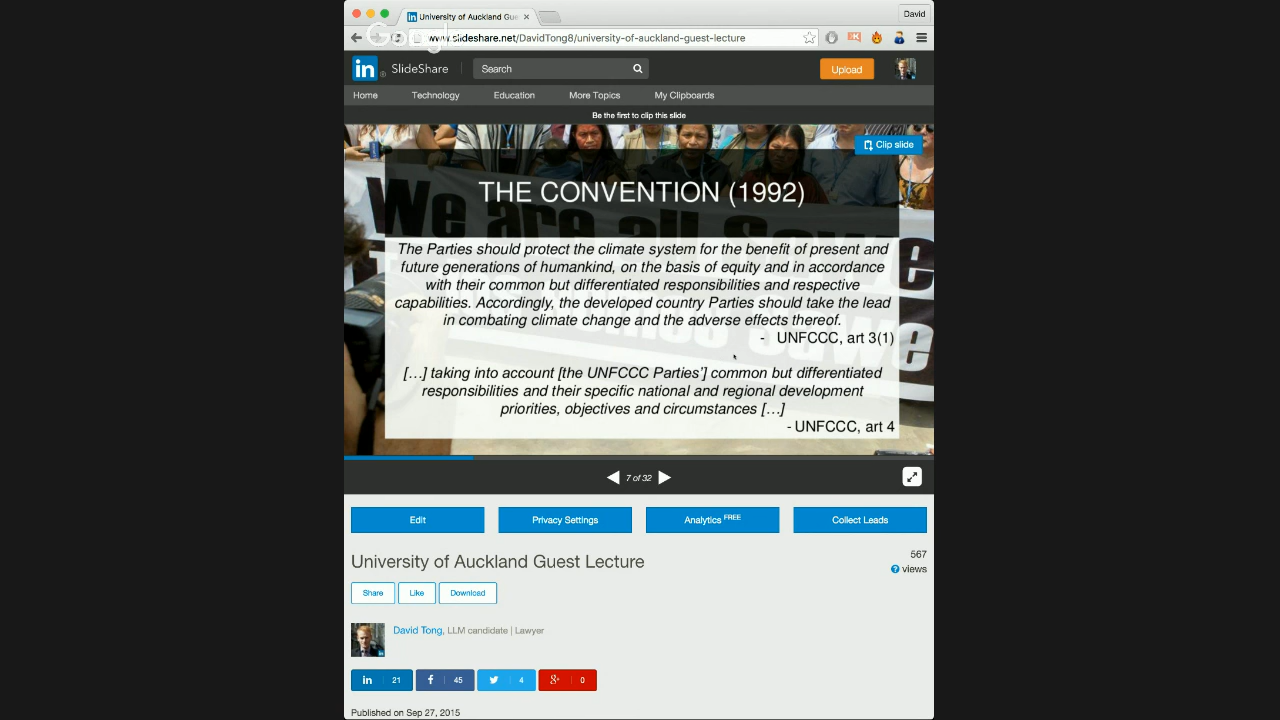 University of Auckland Gue
David
Google
www.slideshare.net/DavidTong8/university-of-auckland-guest-lecture
in SlideShare
Search
Upload
Home Technology Education More Topics My Clipboards
Be the first to clip this slide
Clip slide
We are all
THE CONVENTION (1992)
The Parties should protect the climate system for the benefit of present and
future generations of humankind, on the basis of equity and in accordance
with their common but differentiated responsibilities and respective
capabilities. Accordingly, the developed country Parties should take the lead
in combating climate change and the adverse effects thereof.
- UNFCCC, art 3(1)
[…] taking into account [the UNFCCC Parties'] common but differentiated
responsibilities and their specific national and regional development
priorities, objectives and circumstances […]
- UNFCCC, art 4
7 of 32
Edit Privacy Settings Analytics FREE Collect Leads
University of Auckland Guest Lecture
567
views
Share Like Download
David Tong, LLM candidate | Lawyer
in 21 f 45 4 g+ 0
Published on Sep 27, 2015